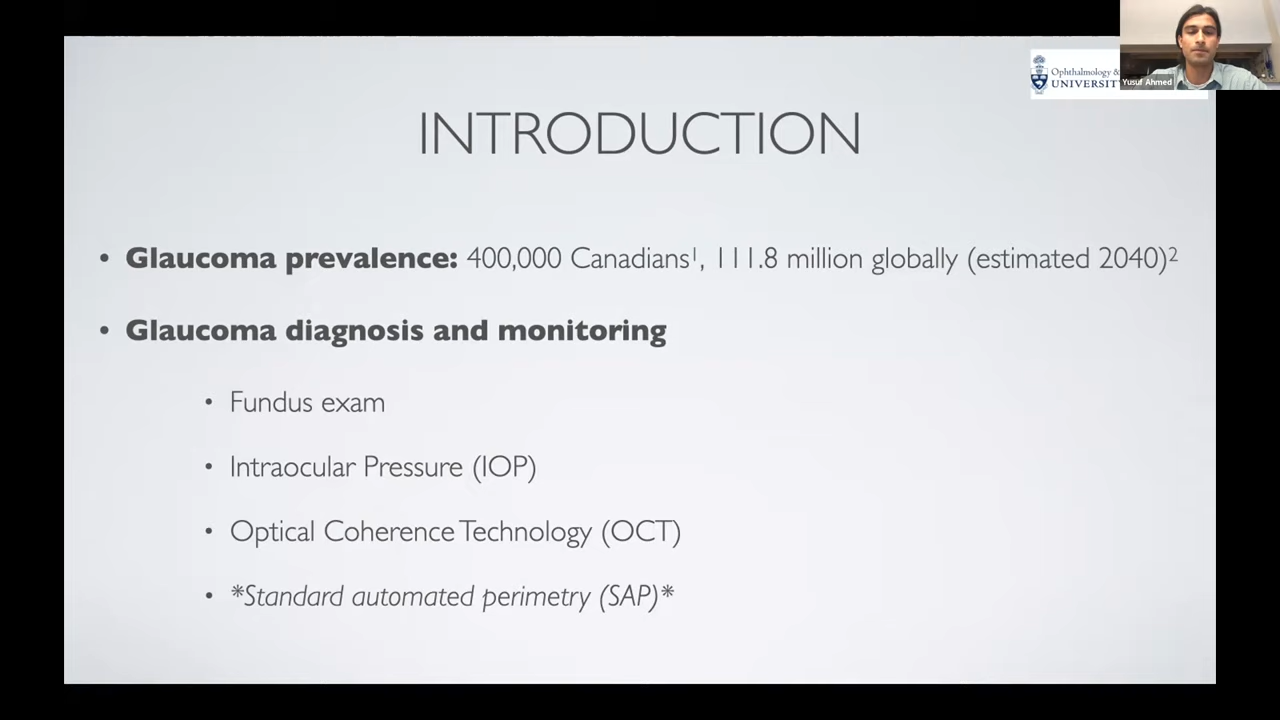 Ophthalmology &
UNIVERSIT
Yusuf Ahmed
INTRODUCTION
• Glaucoma prevalence: 400,000 Canadians¹, 111.8 million globally (estimated 2040)²
• Glaucoma diagnosis and monitoring
• Fundus exam
• Intraocular Pressure (IOP)
• Optical Coherence Technology (OCT)
• *Standard automated perimetry (SAP)*